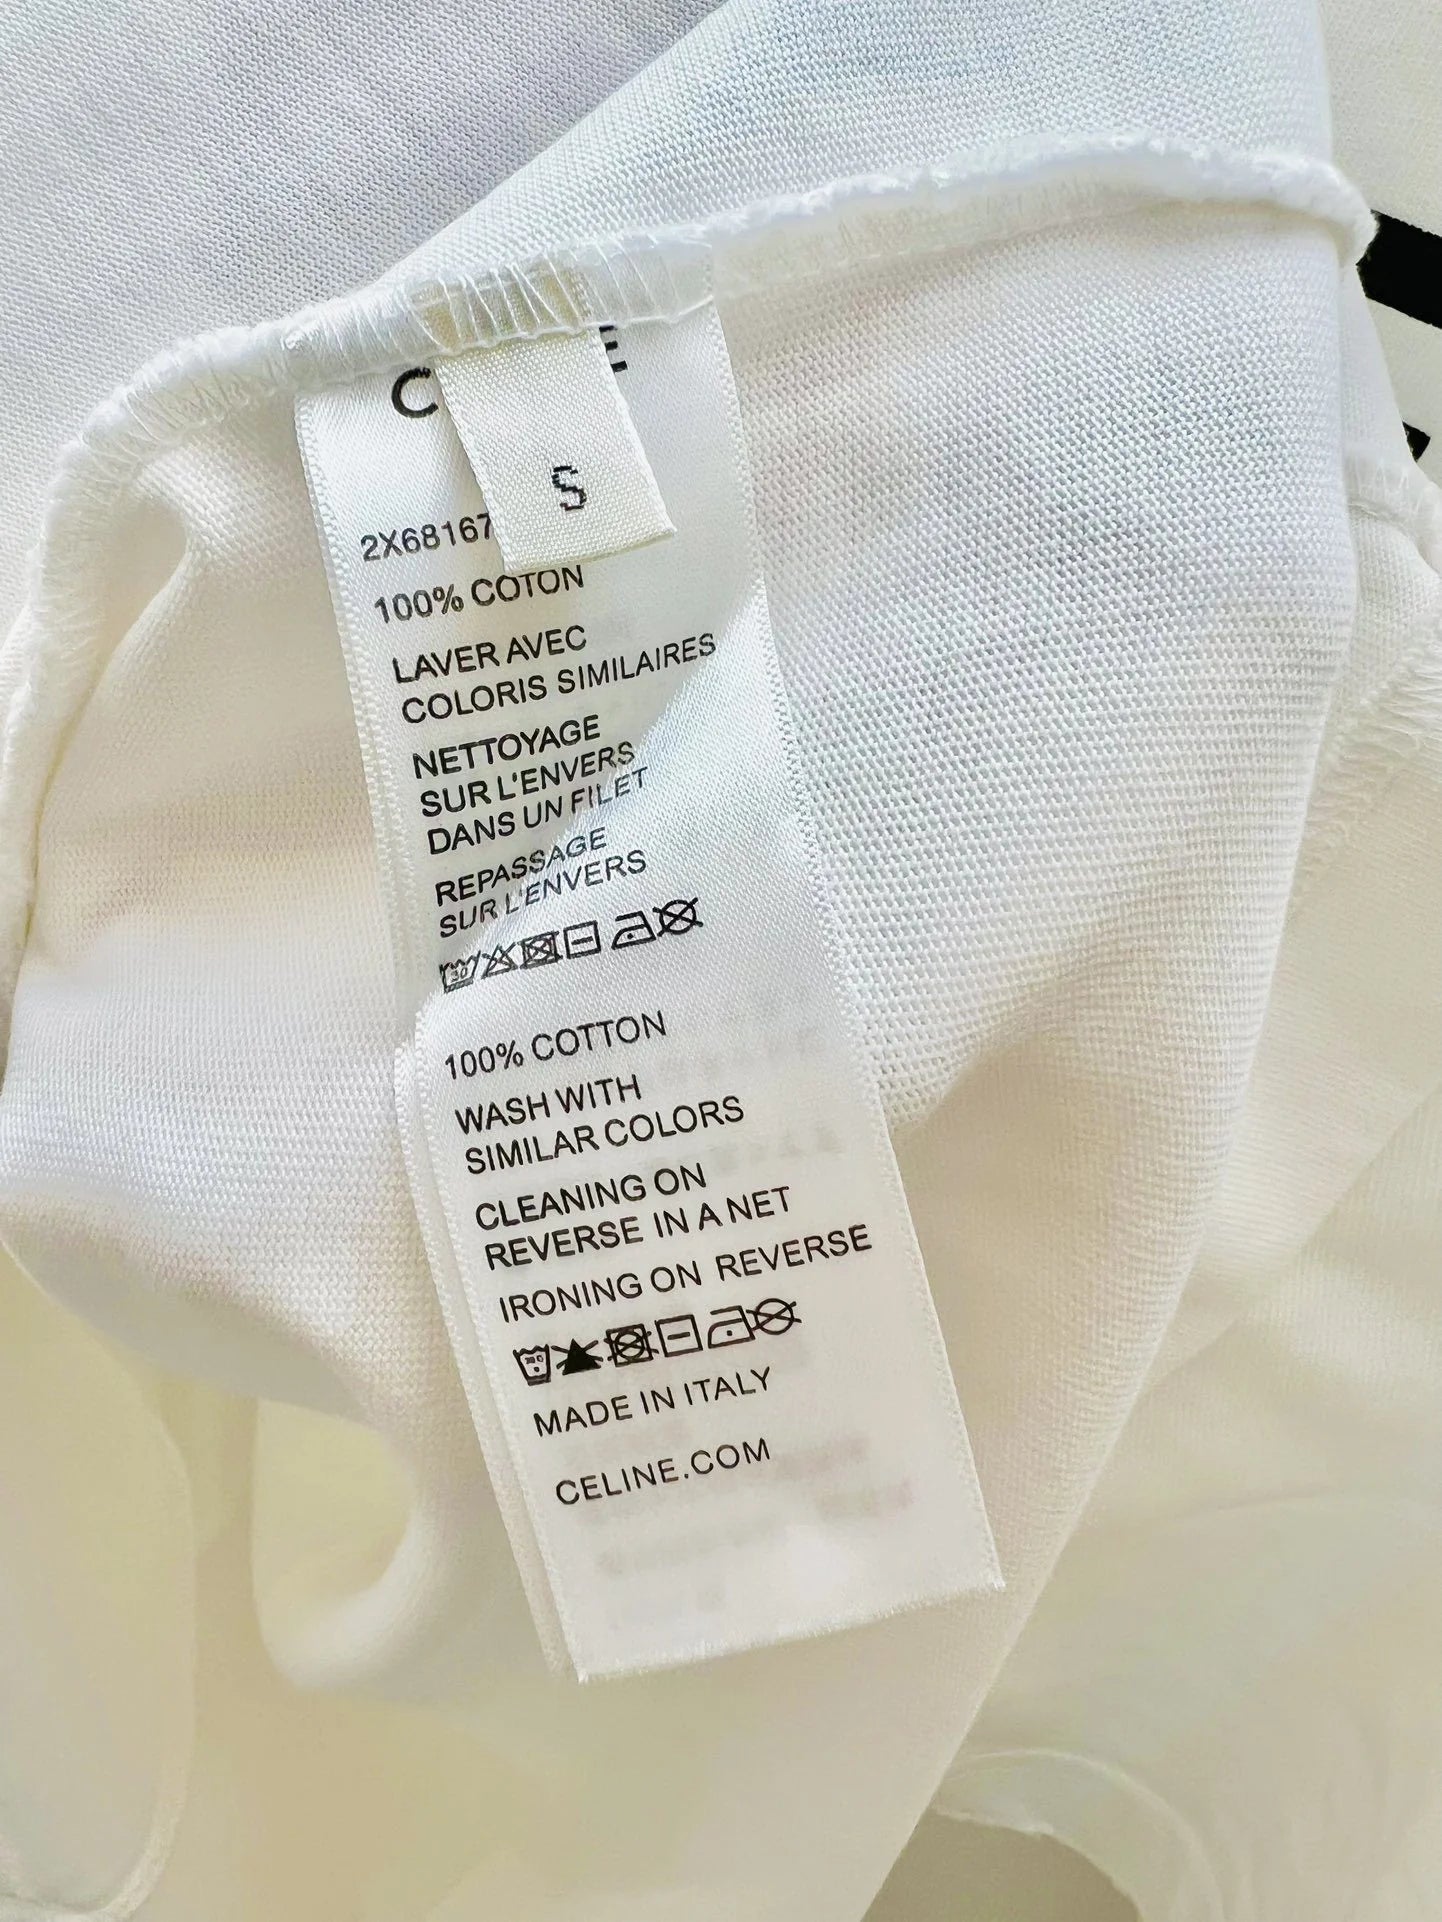 S
2X68167
100% COTON
LAVER AVEC
COLORIS SIMILAIRES
NETTOYAGE
SUR L'ENVERS
DANS UN FILET
REPASSAGE
SUR L'ENVERS
30
100% COTTON
WASH WITH
SIMILAR COLORS
CLEANING ON
REVERSE IN A NET
IRONING ON REVERSE
MADE IN ITALY
CELINE.COM